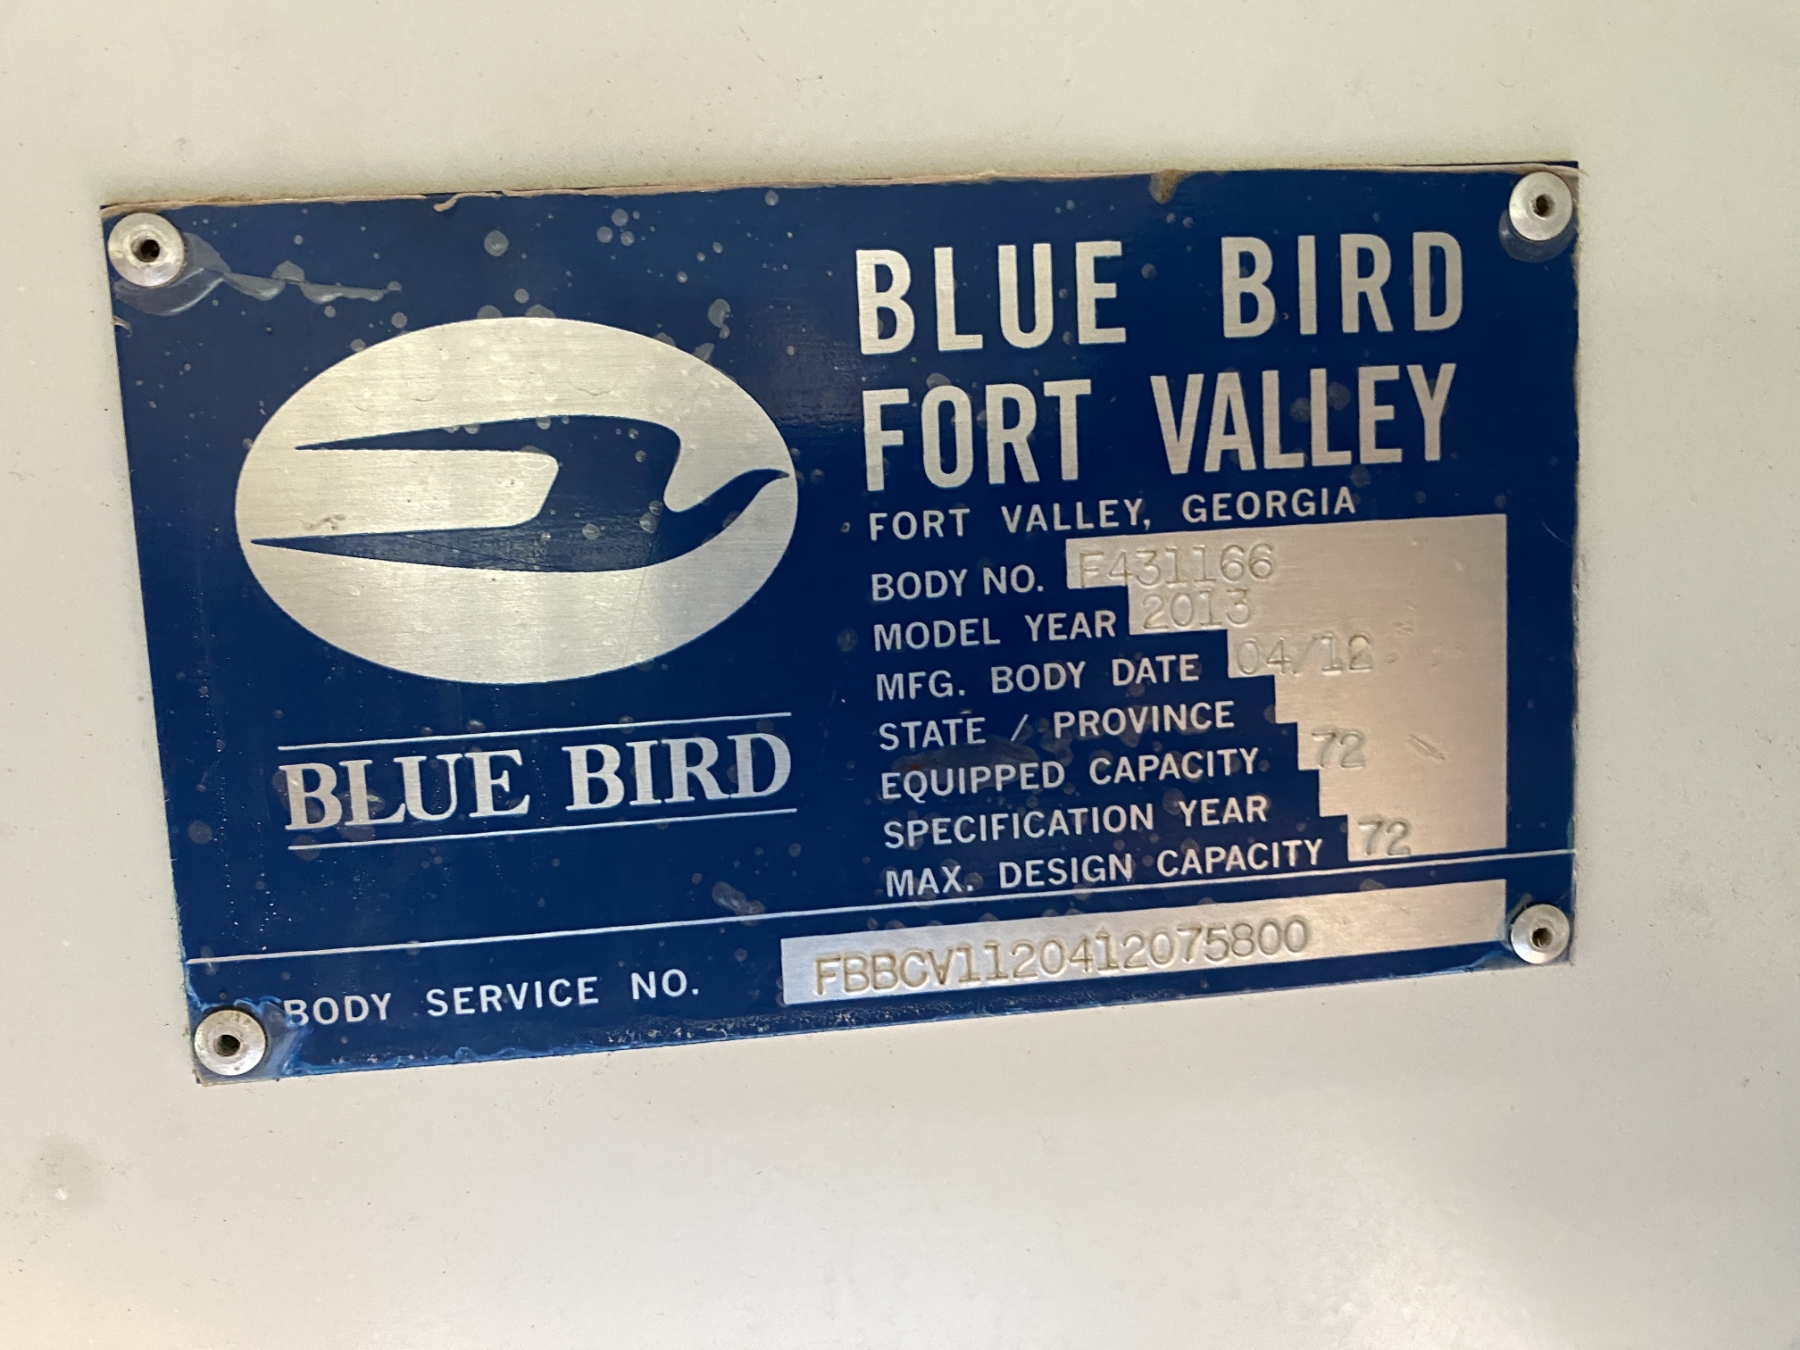 BLUE BIRD
BLUE BIRD
FORT VALLEY
FORT VALLEY, GEORGIA
BODY NO. F431166
MODEL YEAR 2013
MFG. BODY DATE 04/12
STATE / PROVINCE
EQUIPPED CAPACITY 72
SPECIFICATION YEAR
MAX. DESIGN CAPACITY 72
BODY SERVICE NO. FBBCV1120412075800